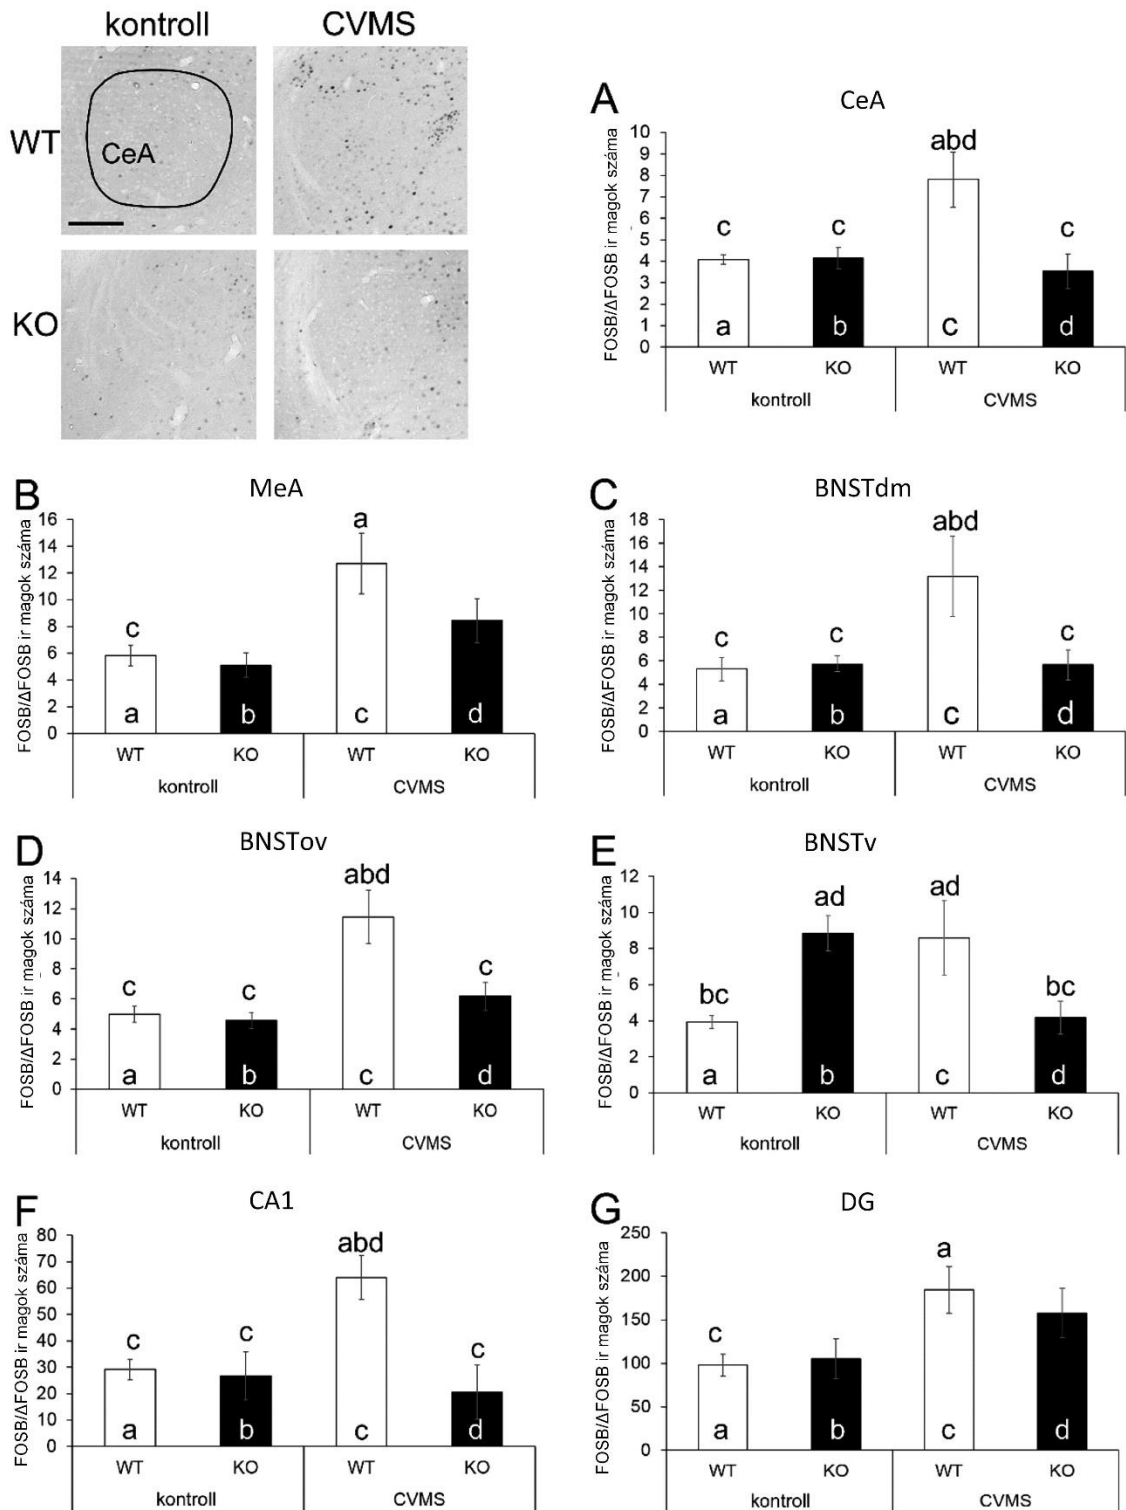 kontroll CVMS
WT
CeA
KO
A CeA
FOSB/ΔFOSB ir magok száma
10
9
8
7
6
5
4
3
2
1
0
c c abd c
a b c d
WT KO WT KO
kontroll CVMS
B MeA
FOSB/ΔFOSB ir magok száma
16
14
12
10
8
6
4
2
0
c a
a b c d
WT KO WT KO
kontroll CVMS
C BNSTdm
FOSB/ΔFOSB ir magok száma
18
16
14
12
10
8
6
4
2
0
c c abd c
a b c d
WT KO WT KO
kontroll CVMS
D BNSTov
FOSB/ΔFOSB ir magok száma
14
12
10
8
6
4
2
0
c c abd c
a b c d
WT KO WT KO
kontroll CVMS
E BNSTv
FOSB/ΔFOSB ir magok száma
12
10
8
6
4
2
0
bc ad ad bc
a b c d
WT KO WT KO
kontroll CVMS
F CA1
FOSB/ΔFOSB ir magok száma
80
70
60
50
40
30
20
10
0
c c abd c
a b c d
WT KO WT KO
kontroll CVMS
G DG
FOSB/ΔFOSB ir magok száma
250
200
150
100
50
0
c a
a b c d
WT KO WT KO
kontroll CVMS